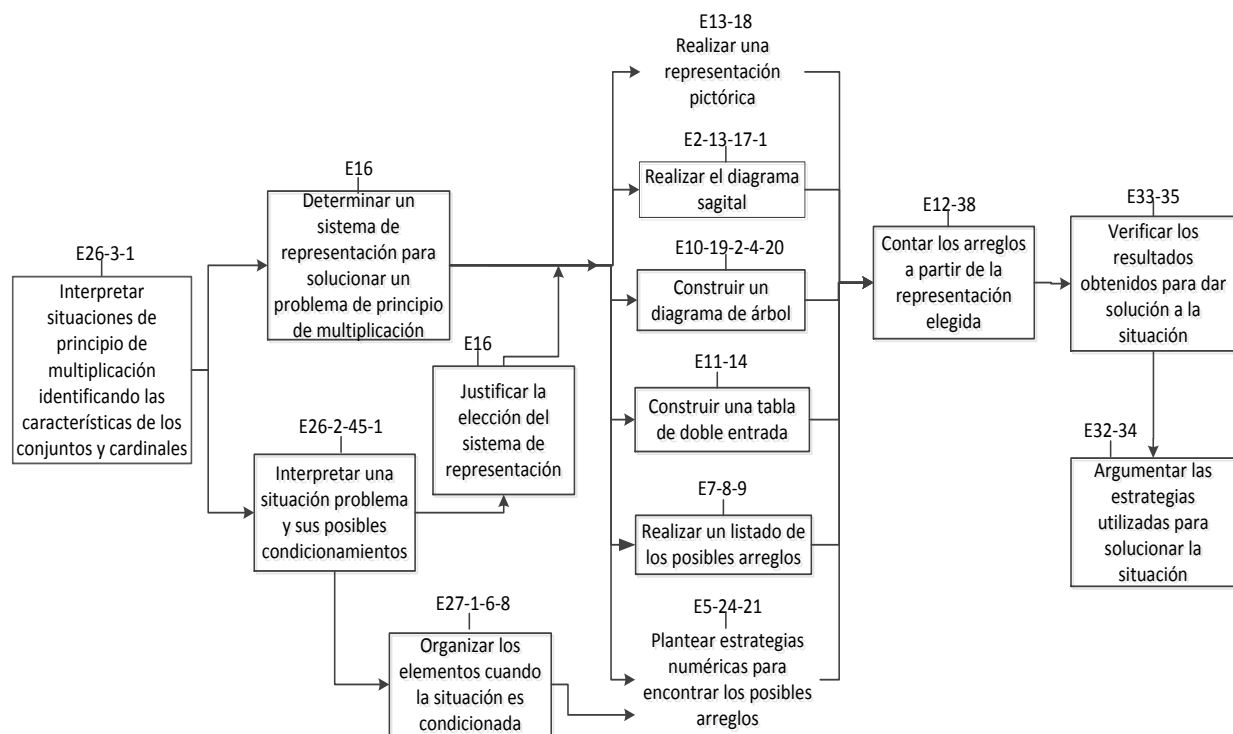 E26-3-1
Interpretar
situaciones de
principio de
multiplicación
identificando las
características de los
conjuntos y cardinales
E16
Determinar un
sistema de
representación para
solucionar un
problema de principio
de multiplicación
E26-2-45-1
Interpretar una
situación problema
y sus posibles
condicionamientos
E16
Justificar la
elección del
sistema de
representación
E27-1-6-8
Organizar los
elementos cuando
la situación es
condicionada
E13-18
Realizar una
representación
pictórica
E2-13-17-1
Realizar el diagrama
sagital
E10-19-2-4-20
Construir un
diagrama de árbol
E11-14
Construir una tabla
de doble entrada
E7-8-9
Realizar un listado de
los posibles arreglos
E5-24-21
Plantear estrategias
numéricas para
encontrar los posibles
arreglos
E12-38
Contar los arreglos
a partir de la
representación
elegida
E33-35
Verificar los
resultados
obtenidos para dar
solución a la
situación
E32-34
Argumentar las
estrategias
utilizadas para
solucionar la
situación